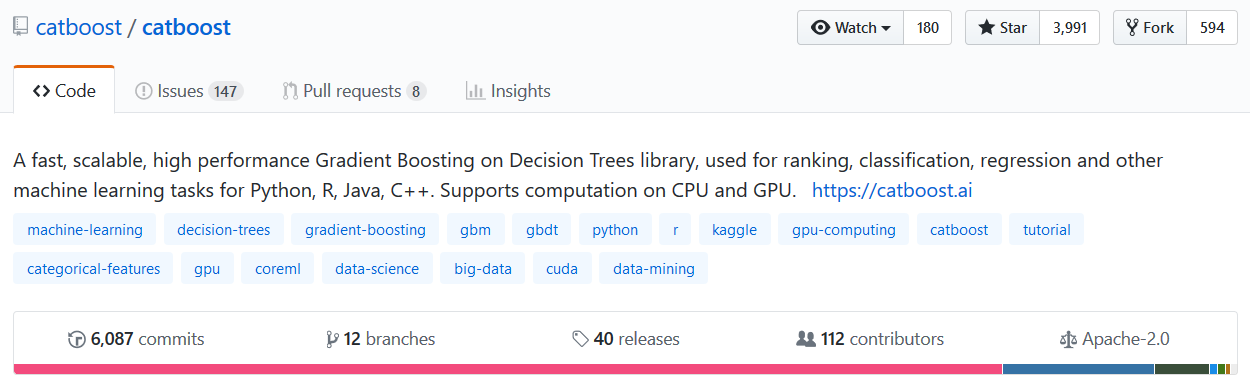 catboost / catboost Watch 180 Star 3,991 Fork 594
Code Issues 147 Pull requests 8 Insights
A fast, scalable, high performance Gradient Boosting on Decision Trees library, used for ranking, classification, regression and other
machine learning tasks for Python, R, Java, C++. Supports computation on CPU and GPU. https://catboost.ai
machine-learning decision-trees gradient-boosting gbm gbdt python r kaggle gpu-computing catboost tutorial
categorical-features gpu coreml data-science big-data cuda data-mining
6,087 commits 12 branches 40 releases 112 contributors Apache-2.0